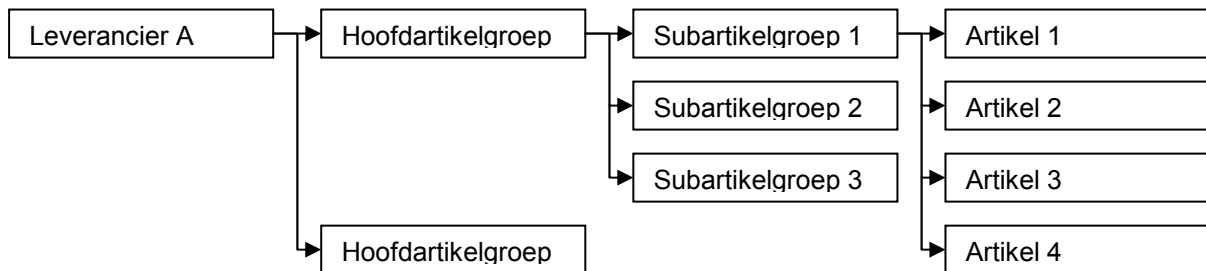 Leverancier A
Hoofdartikelgroep
Subartikelgroep 1
Artikel 1
Subartikelgroep 2
Artikel 2
Subartikelgroep 3
Artikel 3
Hoofdartikelgroep
Artikel 4